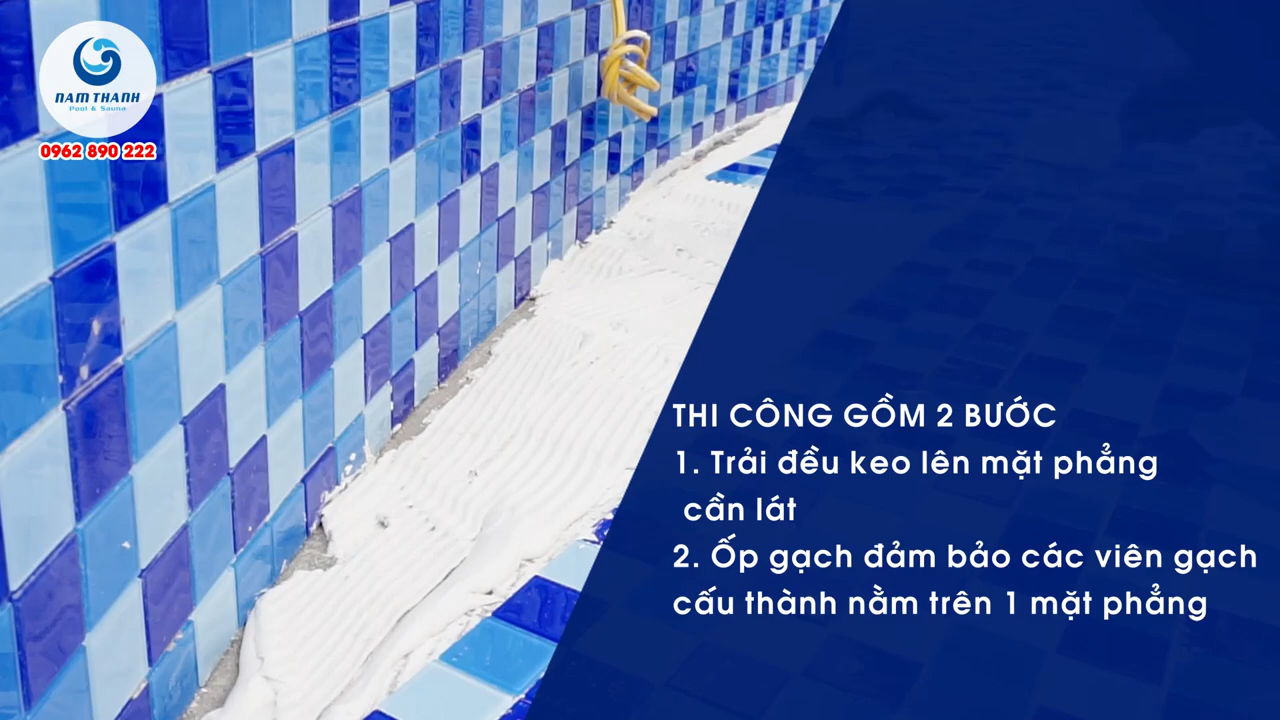 NAM THANH
Pool & Sauna
0962 890 222
THI CÔNG GỒM 2 BƯỚC
1. Trải đều keo lên mặt phẳng
cần lát
2. Ốp gạch đảm bảo các viên gạch
cấu thành nằm trên 1 mặt phẳng